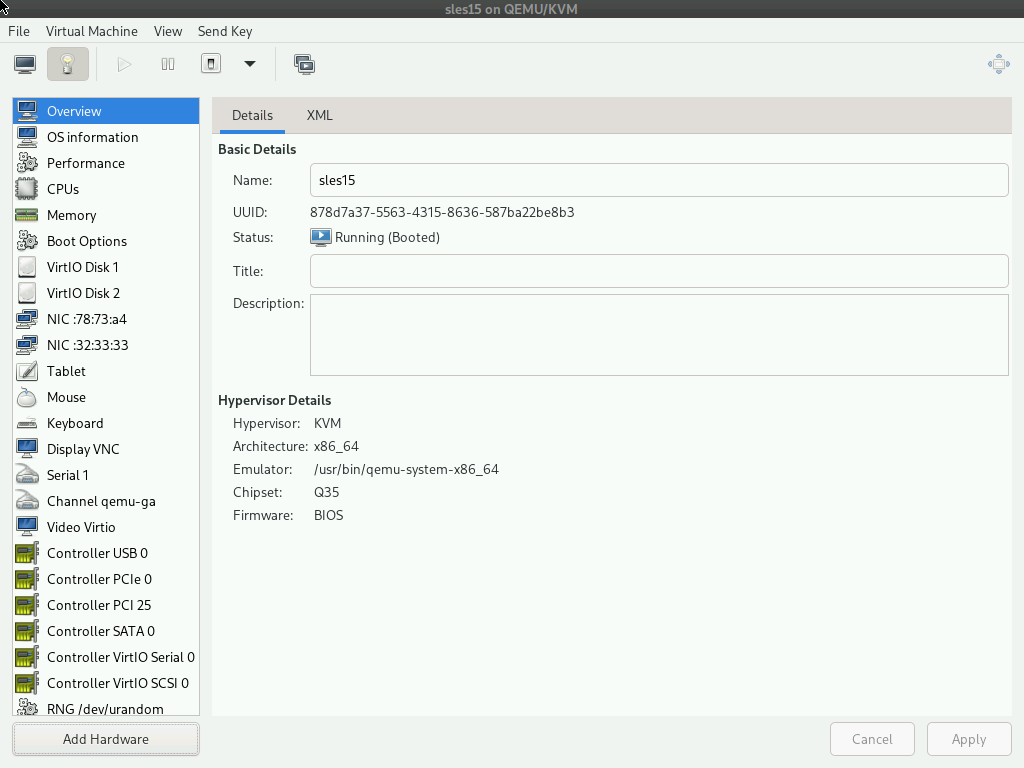 sles15 on QEMU/KVM
File Virtual Machine View Send Key
Overview
OS information
Performance
CPUs
Memory
Boot Options
VirtIO Disk 1
VirtIO Disk 2
NIC :78:73:a4
NIC :32:33:33
Tablet
Mouse
Keyboard
Display VNC
Serial 1
Channel qemu-ga
Video Virtio
Controller USB 0
Controller PCIe 0
Controller PCI 25
Controller SATA 0
Controller VirtIO Serial 0
Controller VirtIO SCSI 0
RNG /dev/urandom
Add Hardware
Details XML
Basic Details
Name: sles15
UUID: 878d7a37-5563-4315-8636-587ba22be8b3
Status: Running (Booted)
Title:
Description:
Hypervisor Details
Hypervisor: KVM
Architecture: x86_64
Emulator: /usr/bin/qemu-system-x86_64
Chipset: Q35
Firmware: BIOS
Cancel Apply